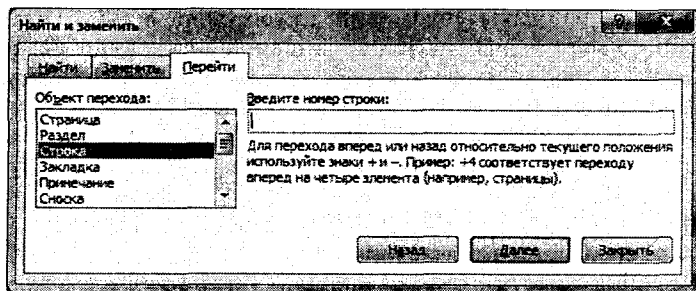 Найти и заменить
Найти Заменить Перейти
Объект перехода:
Страница
Раздел
Строка
Закладка
Примечание
Сноска
Введите номер строки:
Для перехода вперед или назад относительно текущего положения
используйте знаки + и –. Пример: +4 соответствует переходу
вперед на четыре элемента (например, страницы).
Назад Далее Закрыть